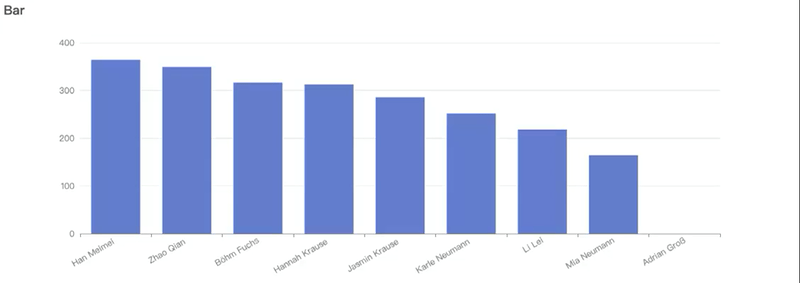 Bar
400
300
200
100
0
Han Meimei
Zhao Qian
Böhm Fuchs
Hannah Krause
Jasmin Krause
Karle Neumann
Li Lei
Mia Neumann
Adrian Groß